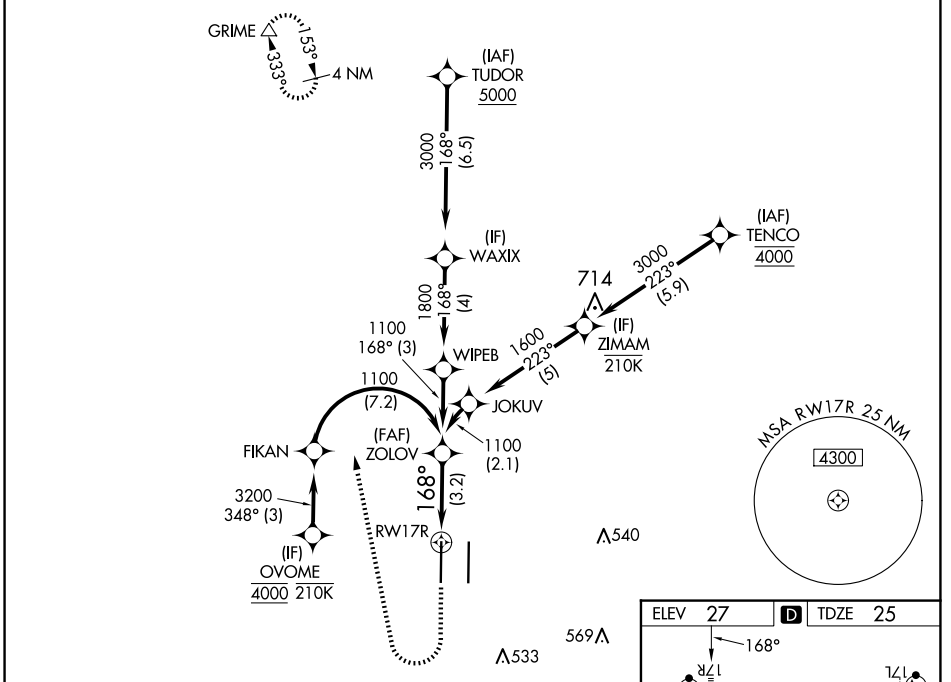 GRIME
153°
333°
4 NM
(IAF)
TUDOR
5000
3000
168°
(6.5)
(IF)
WAXIX
(IAF)
TENCO
4000
3000
223°
(5.9)
714
(IF)
ZIMAM
210K
1800
168°
(4)
1100
168° (3)
WIPEB
1600
223°
(5)
JOKUV
1100
(7.2)
1100
(2.1)
(FAF)
ZOLOV
FIKAN
168°
(3.2)
3200
348° (3)
RW17R
(IF)
OVOME
4000 210K
MSA RW17R 25 NM
4300
540
569
533
ELEV 27 D TDZE 25
168°
17R
17L